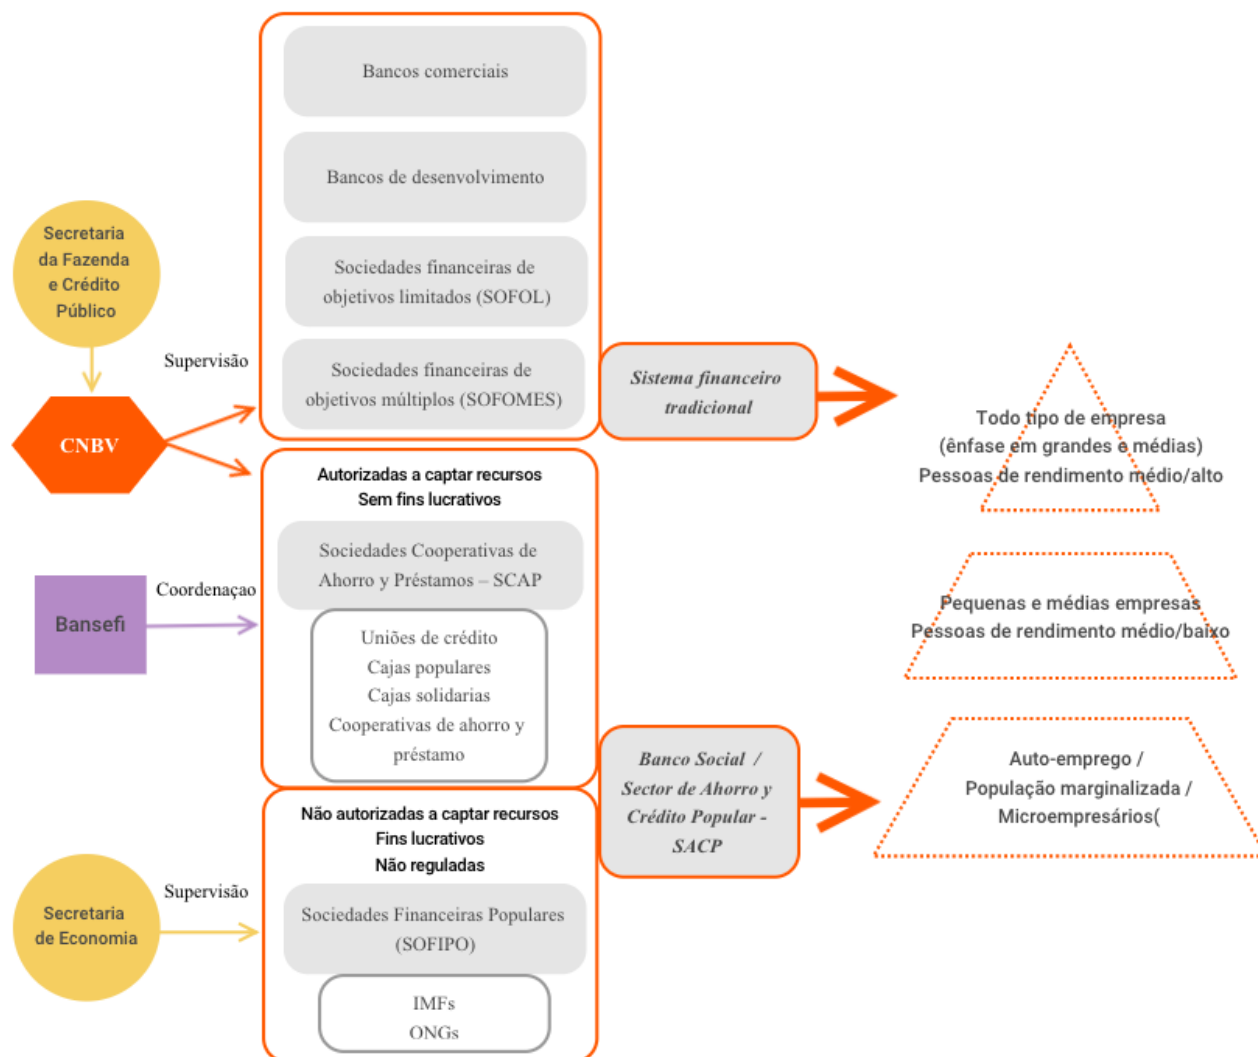 Bancos comerciais
Bancos de desenvolvimento
Sociedades financeiras de
objetivos limitados (SOFOL)
Sociedades financeiras de
objetivos múltiplos (SOFOMES)
Secretaria
da Fazenda
e Crédito
Público
Supervisão
CNBV
Sistema financeiro
tradicional
Todo tipo de empresa
(ênfase em grandes e médias)
Pessoas de rendimento médio/alto
Autorizadas a captar recursos
Sem fins lucrativos
Sociedades Cooperativas de
Ahorro y Préstamos – SCAP
Uniões de crédito
Cajas populares
Cajas solidarias
Cooperativas de ahorro y
préstamo
Coordenaçao
Bansefi
Pequenas e médias empresas
Pessoas de rendimento médio/baixo
Banco Social /
Sector de Ahorro y
Crédito Popular -
SACP
Auto-emprego /
População marginalizada /
Microempresários(
Não autorizadas a captar recursos
Fins lucrativos
Não reguladas
Sociedades Financeiras Populares
(SOFIPO)
IMFs
ONGs
Supervisão
Secretaria
de Economia